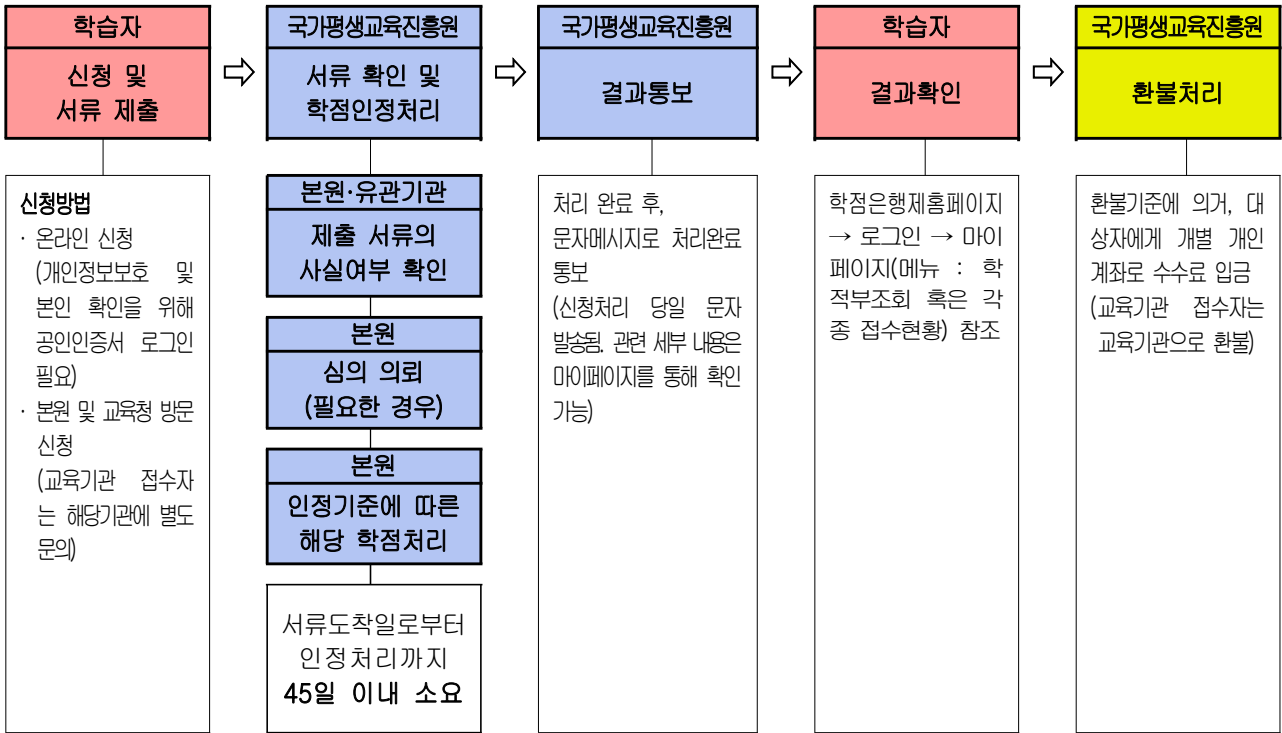 학습자
신청 및
서류 제출
국가평생교육진흥원
서류 확인 및
학점인정처리
국가평생교육진흥원
결과통보
학습자
결과확인
국가평생교육진흥원
환불처리
신청방법
· 온라인 신청
(개인정보보호 및
본인 확인을 위해
공인인증서 로그인
필요)
· 본원 및 교육청 방문
신청
(교육기관 접수자
는 해당기관에 별도
문의)
본원·유관기관
제출 서류의
사실여부 확인
본원
심의 의뢰
(필요한 경우)
본원
인정기준에 따른
해당 학점처리
서류도착일로부터
인정처리까지
45일 이내 소요
처리 완료 후,
문자메시지로 처리완료
통보
(신청처리 당일 문자
발송됨. 관련 세부 내용은
마이페이지를 통해 확인
가능)
학점은행제홈페이지
→ 로그인 → 마이
페이지(메뉴 : 학
적부조회 혹은 각
종 접수현황) 참조
환불기준에 의거, 대
상자에게 개별 개인
계좌로 수수료 입금
(교육기관 접수자는
교육기관으로 환불)